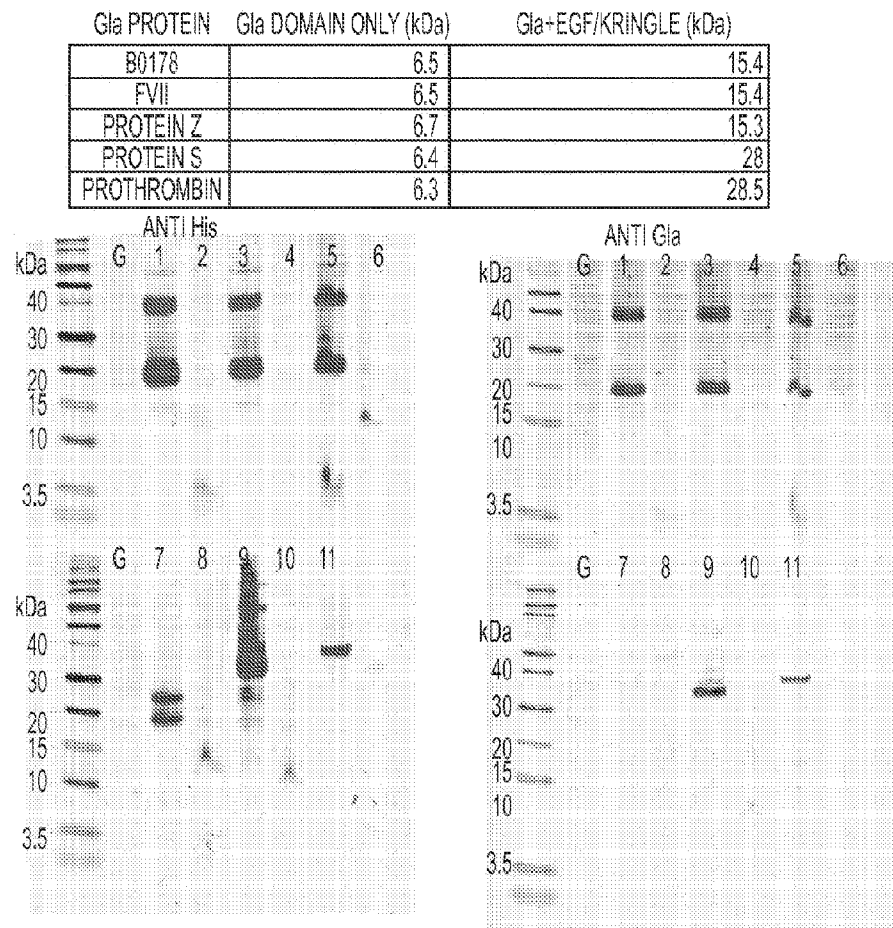 Gla PROTEIN Gla DOMAIN ONLY (kDa) Gla+EGF/KRINGLE (kDa)
B0178 6.5 15.4
FVII 6.5 15.4
PROTEIN Z 6.7 15.3
PROTEIN S 6.4 28
PROTHROMBIN 6.3 28.5
ANTI His
kDa G 1 2 3 4 5 6
40
30
20
15
10
3.5
G 7 8 9 10 11
kDa
40
30
20
15
10
3.5
ANTI Gla
kDa G 1 2 3 4 5 6
40
30
20
15
10
3.5
G 7 8 9 10 11
kDa
40
30
20
15
10
3.5